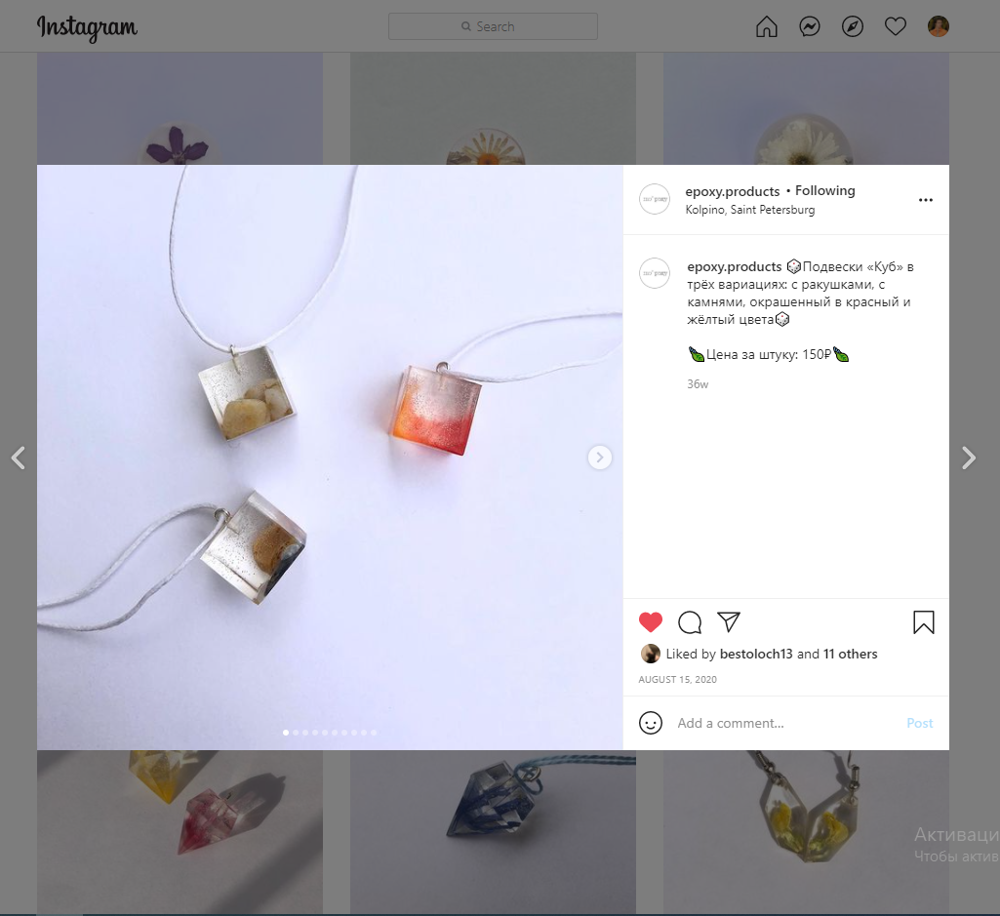 Instagram
Search
epoxy.products • Following
Kolpino, Saint Petersburg
epoxy.products 🎲Подвески «Куб» в
трёх вариациях: с ракушками, с
камнями, окрашенный в красный и
жёлтый цвета🎲
Цена за штуку: 150₽
36w
Liked by bestoloch13 and 11 others
AUGUST 15, 2020
Add a comment...
Post
Активаци
Чтобы актив